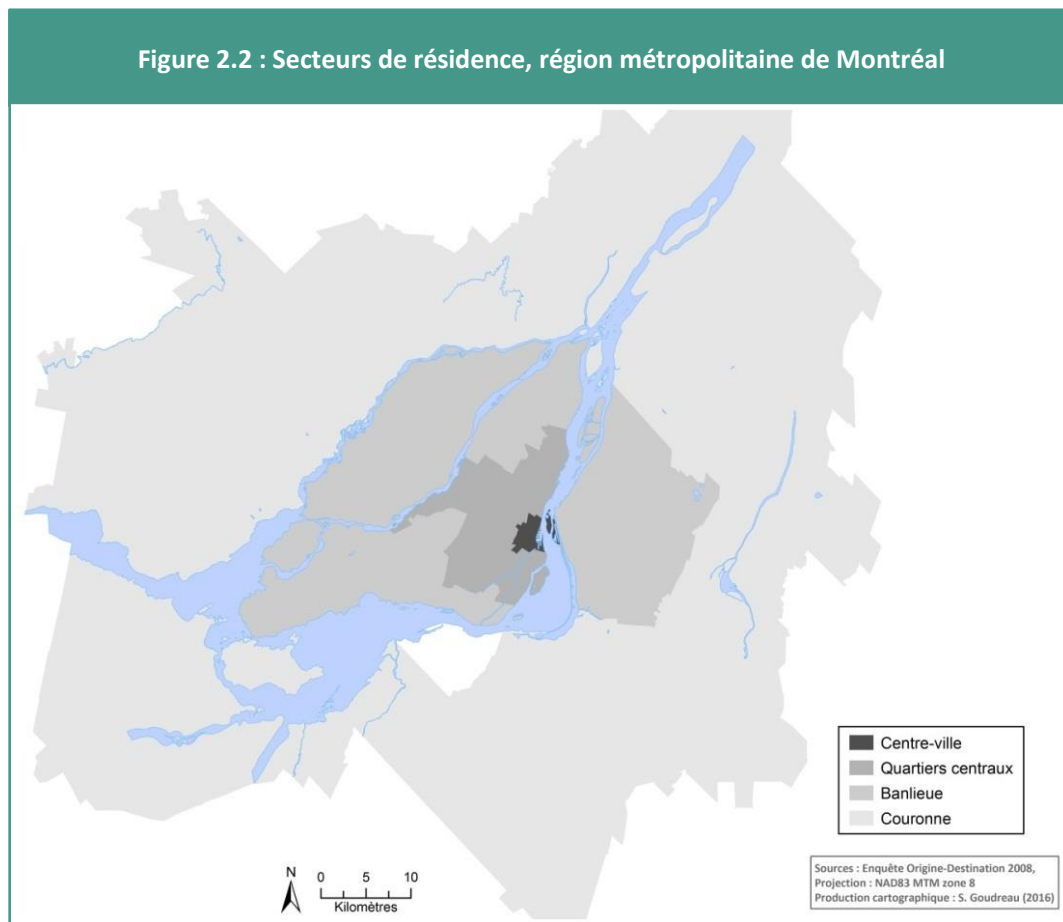 Figure 2.2 : Secteurs de résidence, région métropolitaine de Montréal
Centre-ville
Quartiers centraux
Banlieue
Couronne
N
0 5 10
Kilomètres
Sources : Enquête Origine-Destination 2008,
Projection : NAD83 MTM zone 8
Production cartographique : S. Goudreau (2016)